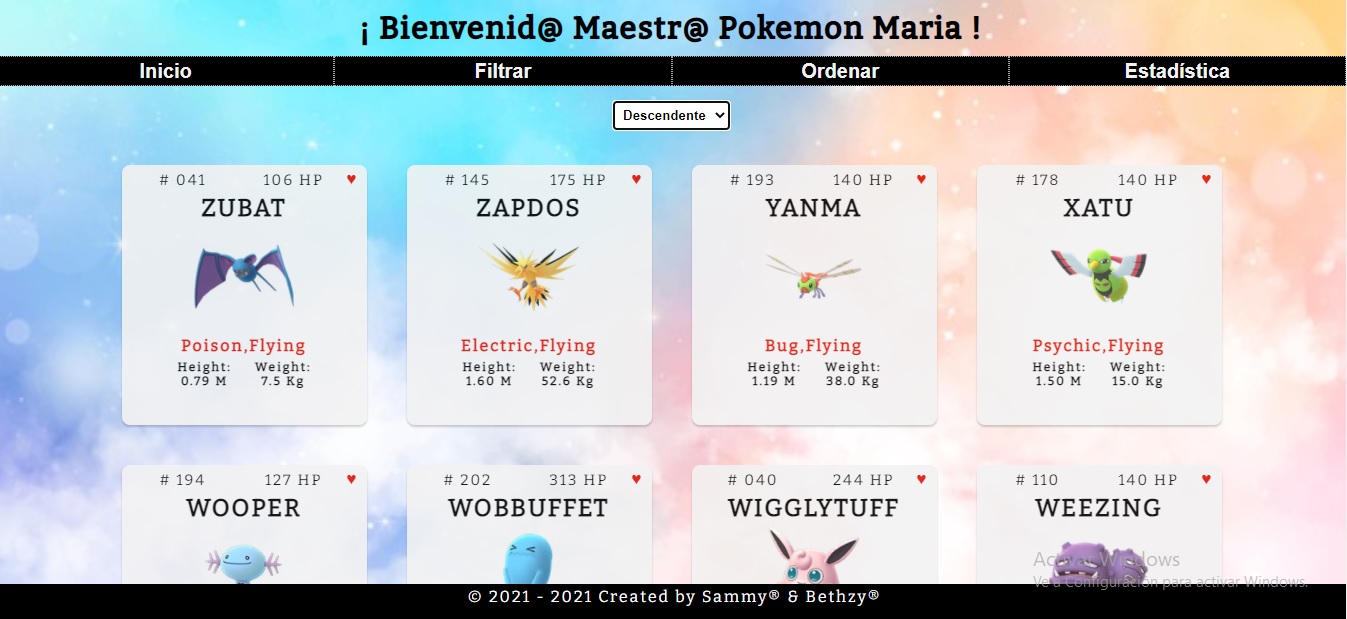 ¡ Bienvenid@ Maestr@ Pokemon Maria !
Inicio Filtrar Ordenar Estadística
Descendente
# 041 106 HP ♥
ZUBAT
Poison,Flying
Height: Weight:
0.79 M 7.5 Kg
# 145 175 HP ♥
ZAPDOS
Electric,Flying
Height: Weight:
1.60 M 52.6 Kg
# 193 140 HP ♥
YANMA
Bug,Flying
Height: Weight:
1.19 M 38.0 Kg
# 178 140 HP ♥
XATU
Psychic,Flying
Height: Weight:
1.50 M 15.0 Kg
# 194 127 HP ♥
WOOPER
# 202 313 HP ♥
WOBBUFFET
# 040 244 HP ♥
WIGGLYTUFF
# 110 140 HP ♥
WEEZING
Activar Windows
Ve a Configuración para activar Windows.
© 2021 - 2021 Created by Sammy® & Bethzy®